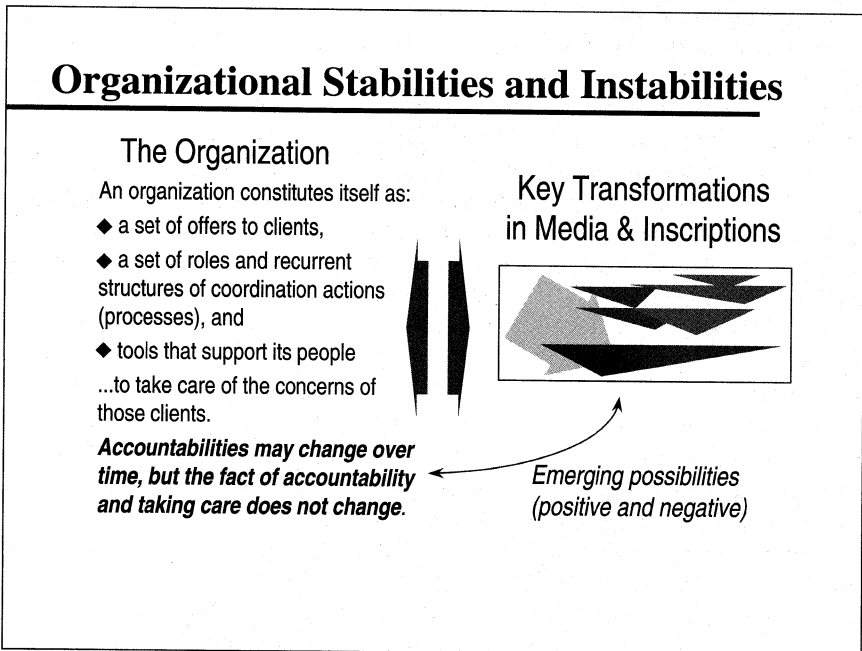 Organizational Stabilities and Instabilities
The Organization
An organization constitutes itself as:
◆ a set of offers to clients,
◆ a set of roles and recurrent
structures of coordination actions
(processes), and
◆ tools that support its people
...to take care of the concerns of
those clients.
Accountabilities may change over
time, but the fact of accountability
and taking care does not change.
Key Transformations
in Media & Inscriptions
Emerging possibilities
(positive and negative)